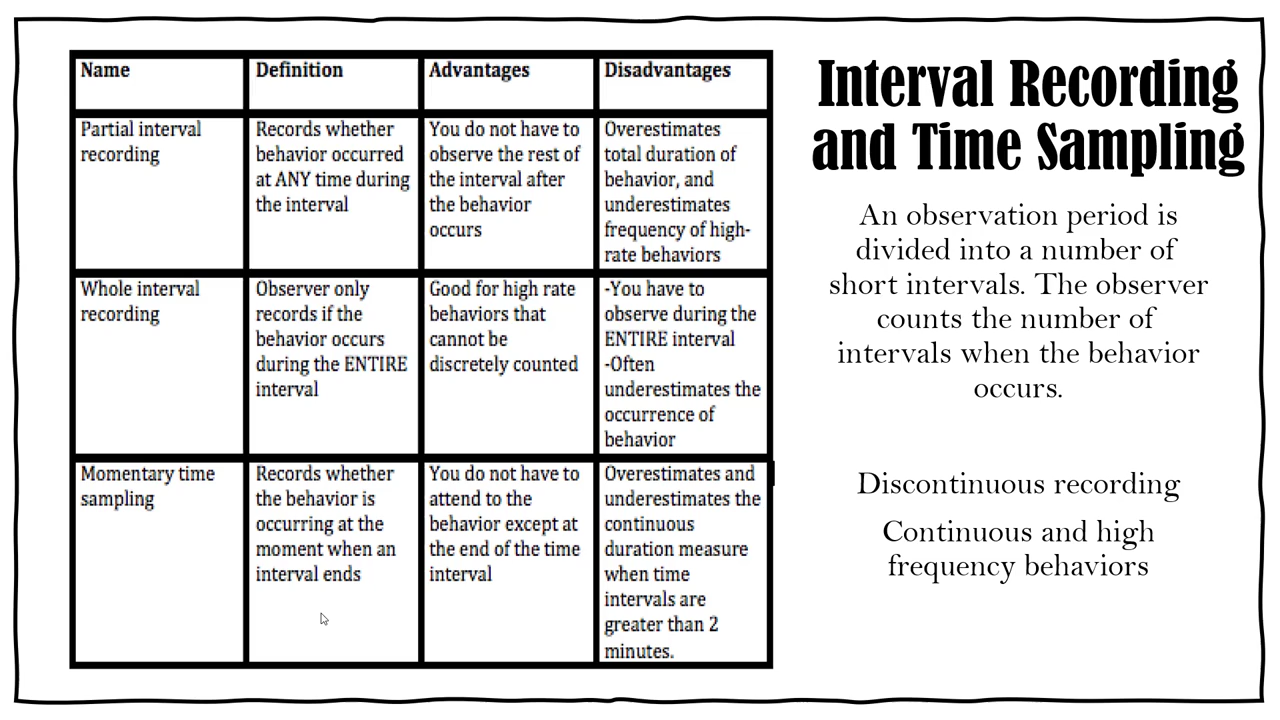 Name
Definition
Advantages
Disadvantages
Partial interval
recording
Records whether
behavior occurred
at ANY time during
the interval
You do not have to
observe the rest of
the interval after
the behavior
occurs
Overestimates
total duration of
behavior, and
underestimates
frequency of high-
rate behaviors
Whole interval
recording
Observer only
records if the
behavior occurs
during the ENTIRE
interval
Good for high rate
behaviors that
cannot be
discretely counted
-You have to
observe during the
ENTIRE interval
-Often
underestimates the
occurrence of
behavior
Momentary time
sampling
Records whether
the behavior is
occurring at the
moment when an
interval ends
You do not have to
attend to the
behavior except at
the end of the time
interval
Overestimates and
underestimates the
continuous
duration measure
when time
intervals are
greater than 2
minutes.
Interval Recording
and Time Sampling
An observation period is
divided into a number of
short intervals. The observer
counts the number of
intervals when the behavior
occurs.
Discontinuous recording
Continuous and high
frequency behaviors